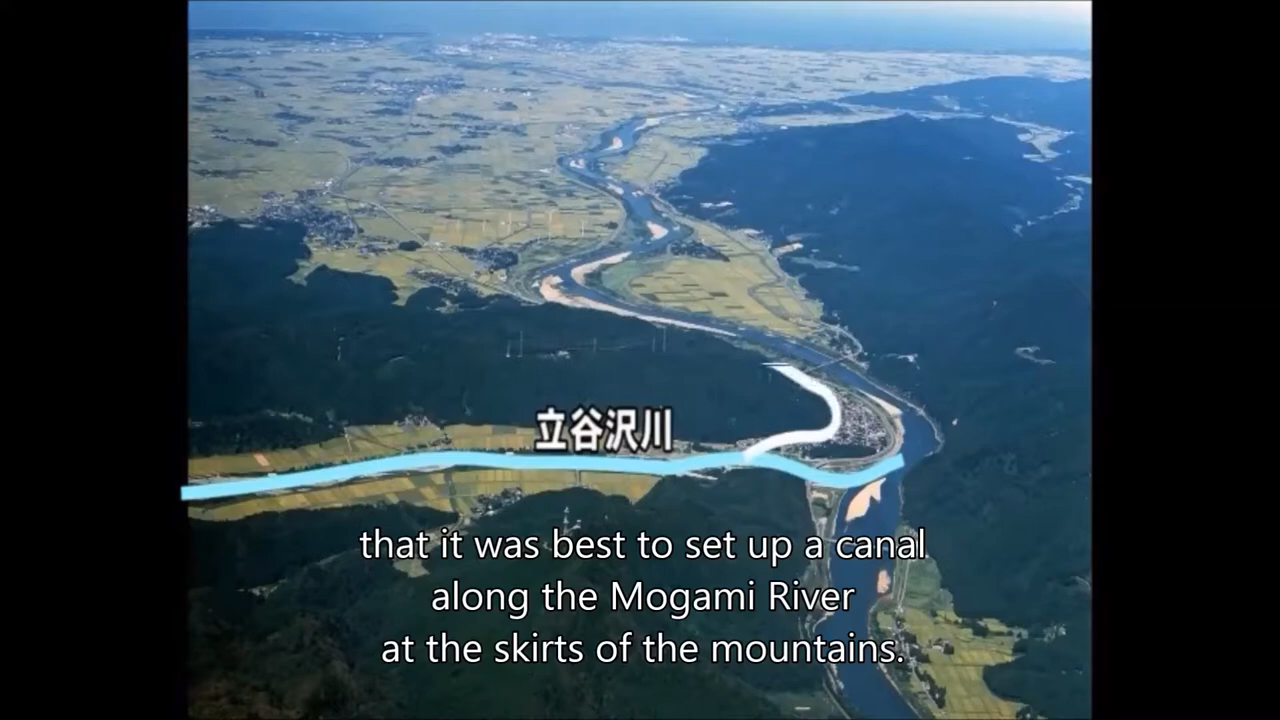 立谷沢川
that it was best to set up a canal
along the Mogami River
at the skirts of the mountains.